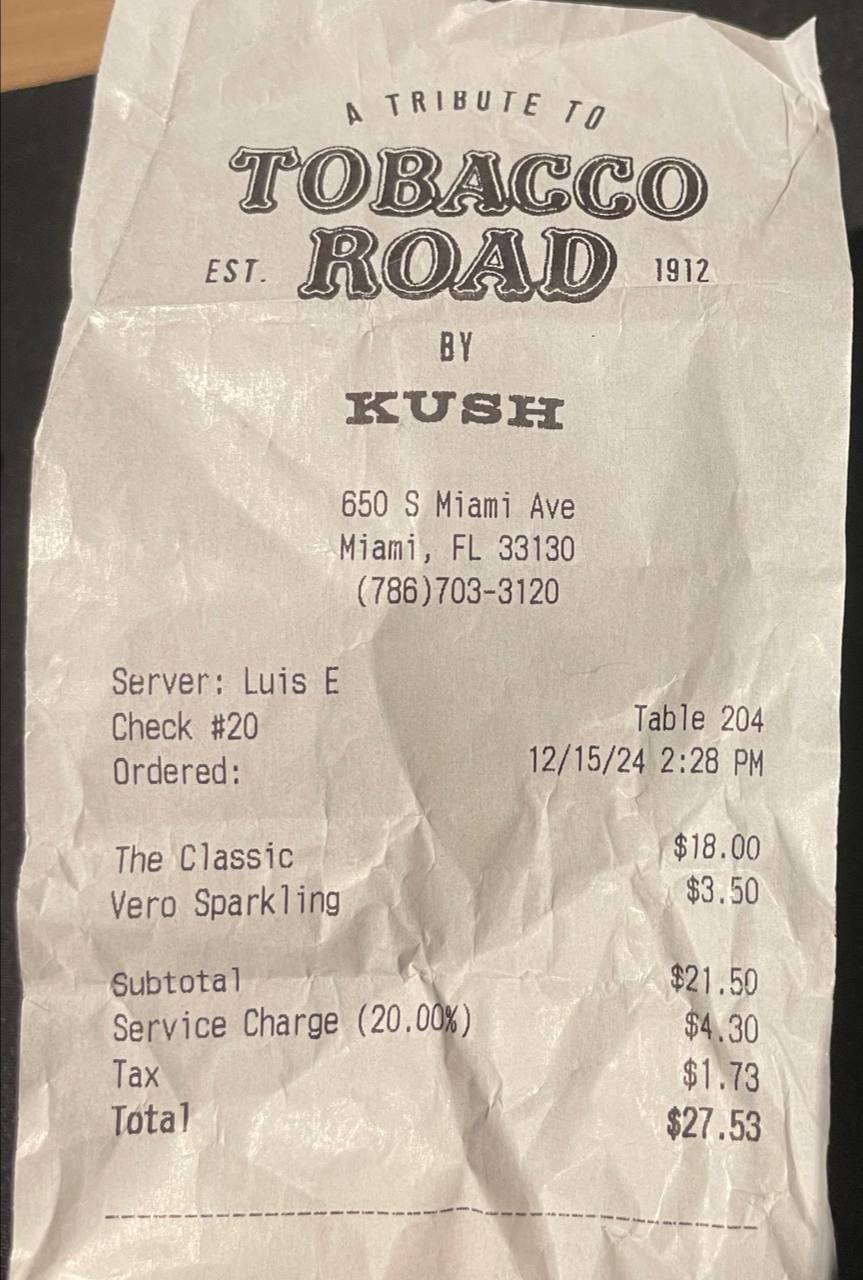 A TRIBUTE TO
TOBACCO
EST. ROAD 1912
BY
KUSH
650 S Miami Ave
Miami, FL 33130
(786)703-3120
Server: Luis E
Check #20 Table 204
Ordered: 12/15/24 2:28 PM
The Classic $18.00
Vero Sparkling $3.50
Subtotal $21.50
Service Charge (20.00%) $4.30
Tax $1.73
Total $27.53